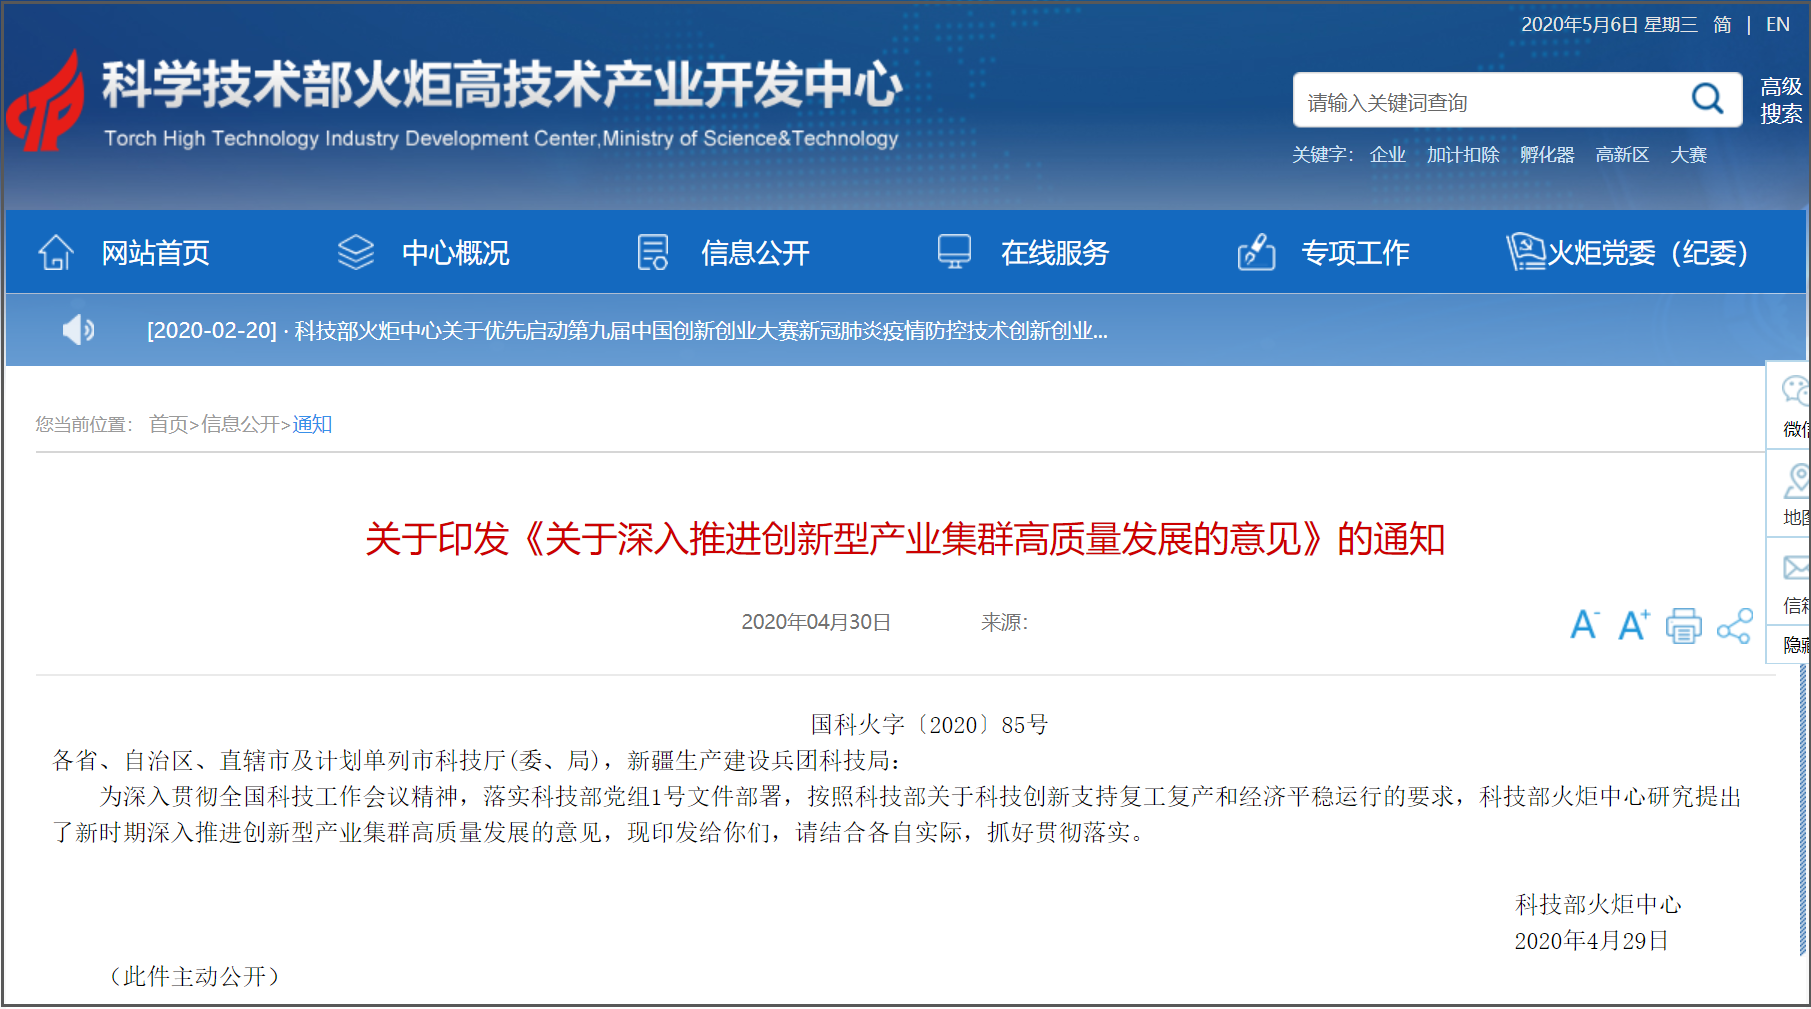 2020年5月6日 星期三 简 | EN
科学技术部火炬高技术产业开发中心
Torch High Technology Industry Development Center,Ministry of Science&Technology
请输入关键词查询
高级
搜索
关键字： 企业 加计扣除 孵化器 高新区 大赛
网站首页 中心概况 信息公开 在线服务 专项工作 火炬党委（纪委）
[2020-02-20] · 科技部火炬中心关于优先启动第九届中国创新创业大赛新冠肺炎疫情防控技术创新创业...
您当前位置： 首页>信息公开>通知
微信
地图
信箱
隐藏
关于印发《关于深入推进创新型产业集群高质量发展的意见》的通知
2020年04月30日 来源：
A- A+
国科火字〔2020〕85号
各省、自治区、直辖市及计划单列市科技厅(委、局)，新疆生产建设兵团科技局：
为深入贯彻全国科技工作会议精神，落实科技部党组1号文件部署，按照科技部关于科技创新支持复工复产和经济平稳运行的要求，科技部火炬中心研究提出
了新时期深入推进创新型产业集群高质量发展的意见，现印发给你们，请结合各自实际，抓好贯彻落实。
科技部火炬中心
2020年4月29日
（此件主动公开）